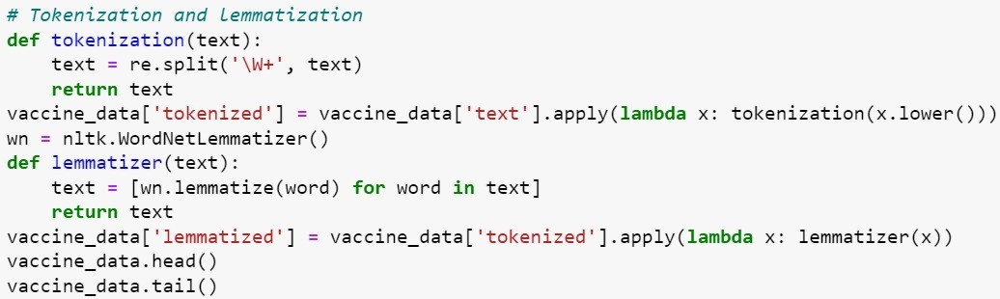 # Tokenization and lemmatization
def tokenization(text):
    text = re.split('\W+', text)
    return text
vaccine_data['tokenized'] = vaccine_data['text'].apply(lambda x: tokenization(x.lower()))
wn = nltk.WordNetLemmatizer()
def lemmatizer(text):
    text = [wn.lemmatize(word) for word in text]
    return text
vaccine_data['lemmatized'] = vaccine_data['tokenized'].apply(lambda x: lemmatizer(x))
vaccine_data.head()
vaccine_data.tail()